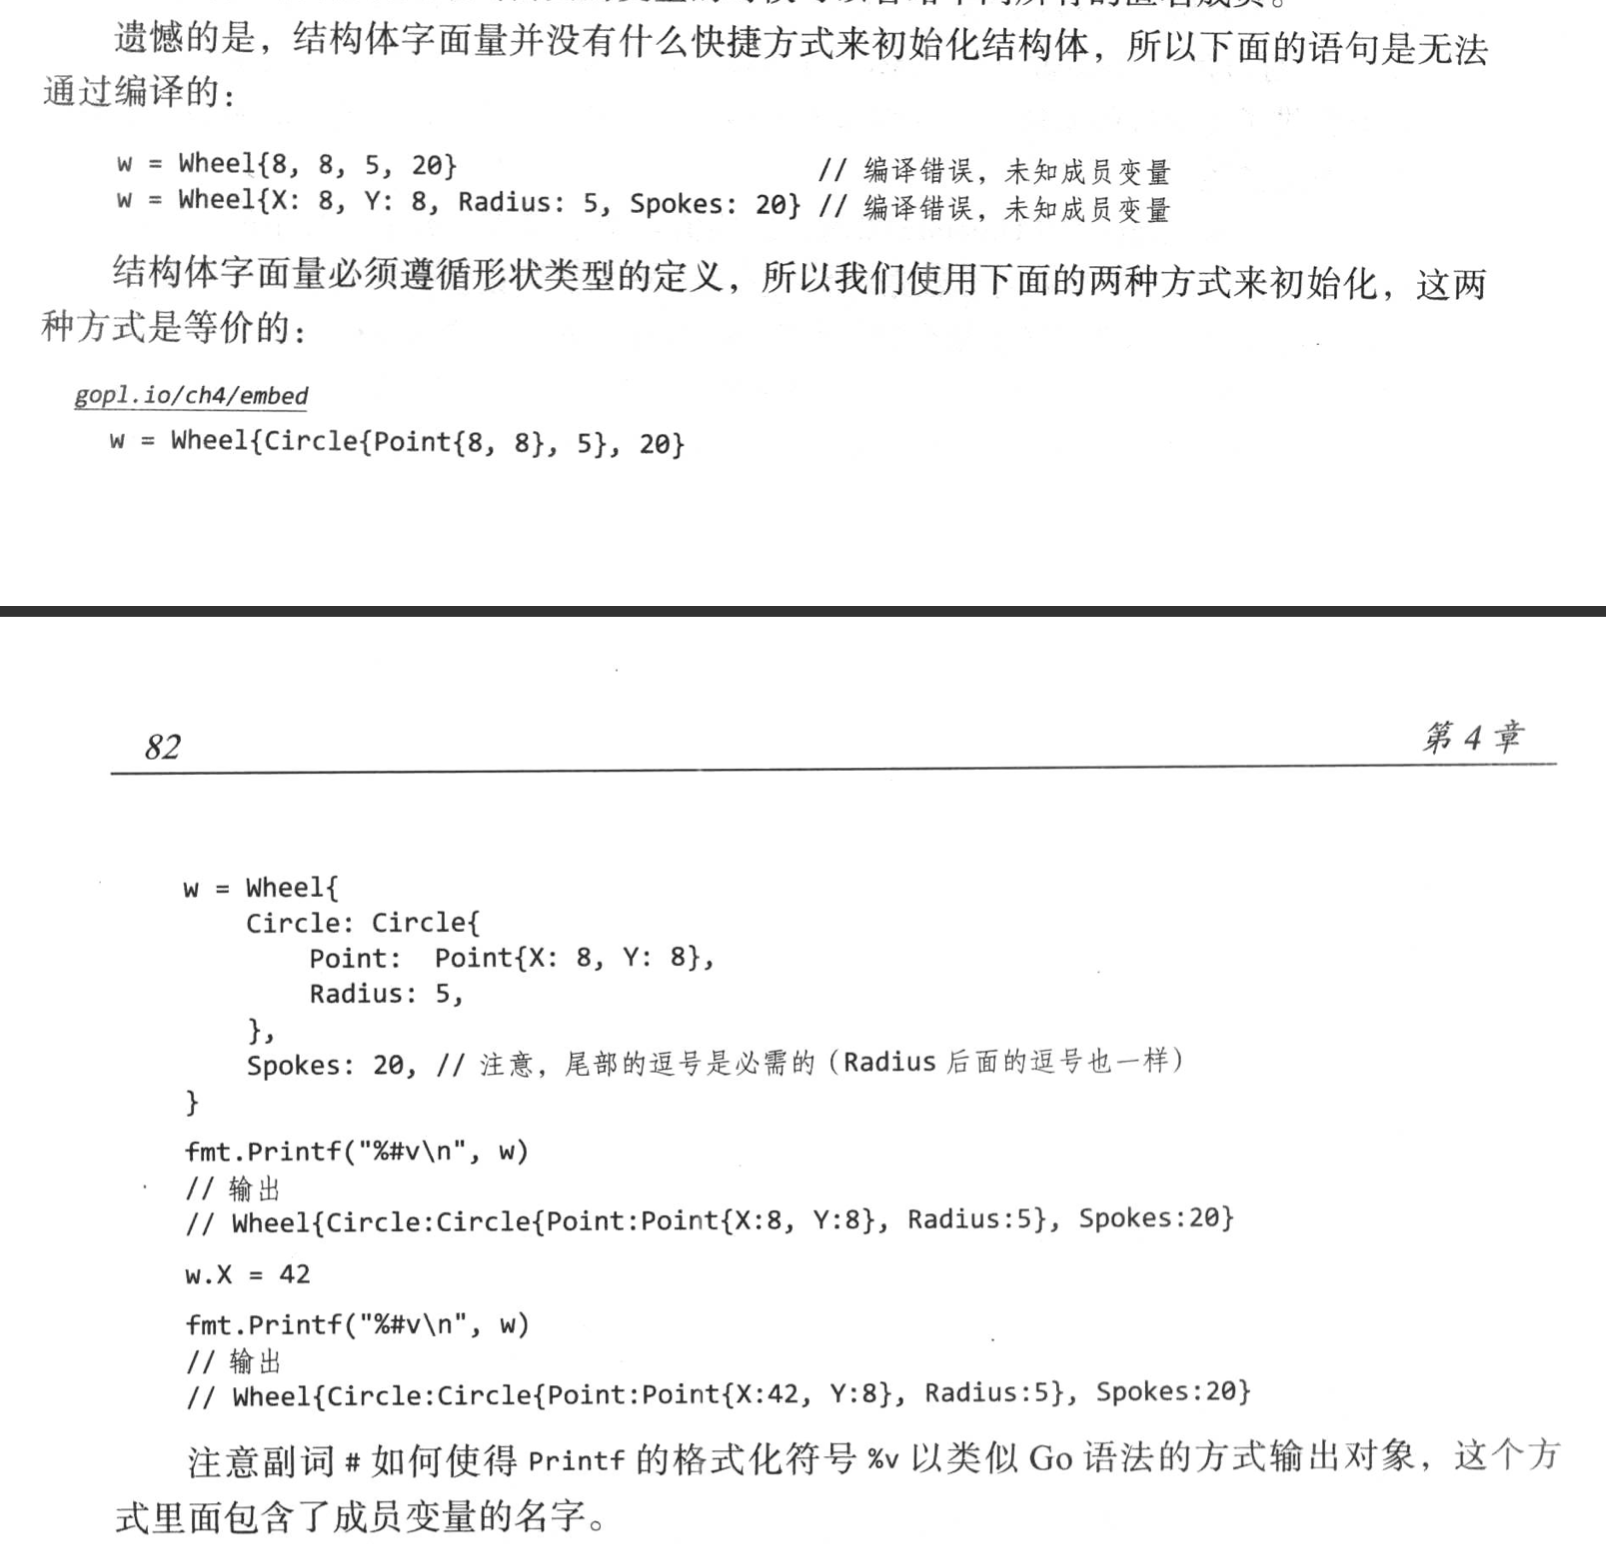 遗憾的是，结构体字面量并没有什么快捷方式来初始化结构体，所以下面的语句是无法
通过编译的：
w = Wheel{8, 8, 5, 20} // 编译错误，未知成员变量
w = Wheel{X: 8, Y: 8, Radius: 5, Spokes: 20} // 编译错误，未知成员变量
结构体字面量必须遵循形状类型的定义，所以我们使用下面的两种方式来初始化，这两
种方式是等价的：
gopl.io/ch4/embed
w = Wheel{Circle{Point{8, 8}, 5}, 20}
82 第 4 章
w = Wheel{
Circle: Circle{
Point: Point{X: 8, Y: 8},
Radius: 5,
},
Spokes: 20, // 注意，尾部的逗号是必需的（Radius 后面的逗号也一样）
}
fmt.Printf("%#v\n", w)
// 输出
// Wheel{Circle:Circle{Point:Point{X:8, Y:8}, Radius:5}, Spokes:20}
w.X = 42
fmt.Printf("%#v\n", w)
// 输出
// Wheel{Circle:Circle{Point:Point{X:42, Y:8}, Radius:5}, Spokes:20}
注意副词 # 如何使得 Printf 的格式化符号 %v 以类似 Go 语法的方式输出对象，这个方
式里面包含了成员变量的名字。